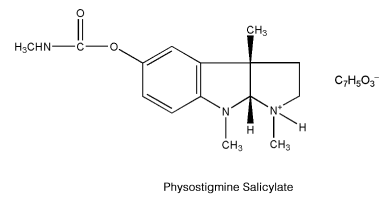 O
H₃CHN C O
CH₃
C₇H₅O₃⁻
N N⁺
H H
CH₃ CH₃
Physostigmine Salicylate